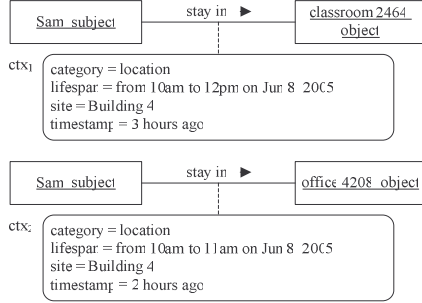 stay in ►
Sam subject
classroom 2464
object
ctx1
category = location
lifespan = from 10am to 12pm on Jun 8, 2005
site = Building 4
timestamp = 3 hours ago
stay in ►
Sam subject
office 4208 object
ctx2
category = location
lifespan = from 10am to 11am on Jun 8, 2005
site = Building 4
timestamp = 2 hours ago